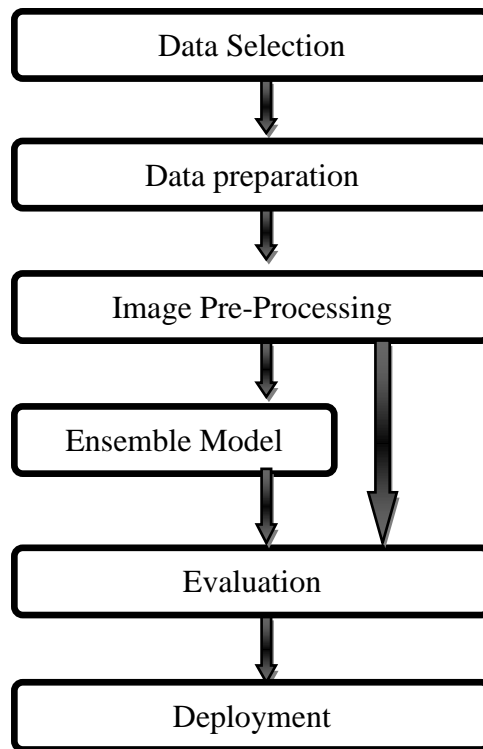 Data Selection
Data preparation
Image Pre-Processing
Ensemble Model
Evaluation
Deployment